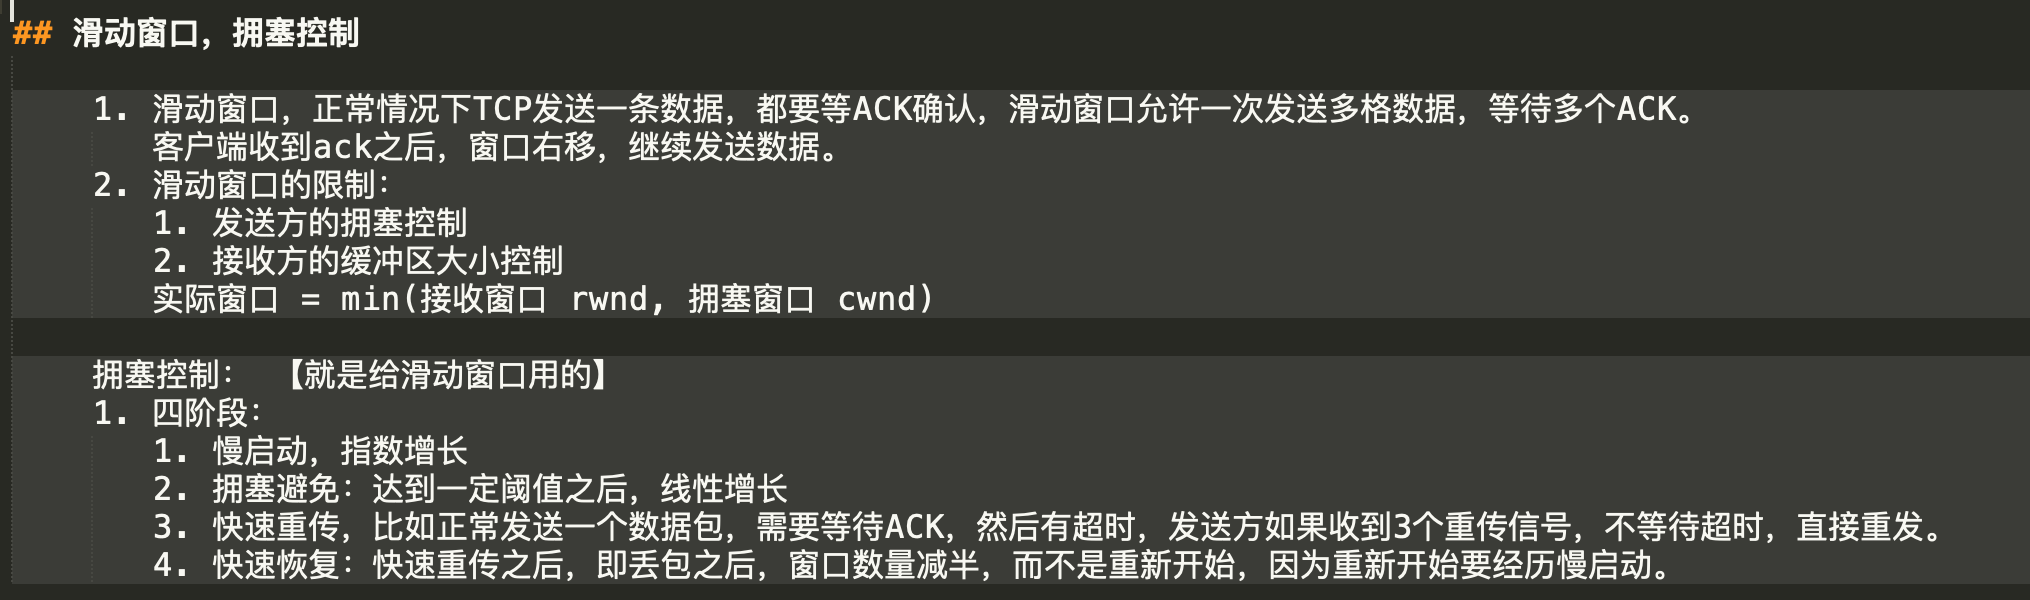 ## 滑动窗口，拥塞控制
1. 滑动窗口，正常情况下TCP发送一条数据，都要等ACK确认，滑动窗口允许一次发送多格数据，等待多个ACK。
客户端收到ack之后，窗口右移，继续发送数据。
2. 滑动窗口的限制：
1. 发送方的拥塞控制
2. 接收方的缓冲区大小控制
实际窗口 = min(接收窗口 rwnd, 拥塞窗口 cwnd)
拥塞控制： 【就是给滑动窗口用的】
1. 四阶段：
1. 慢启动，指数增长
2. 拥塞避免：达到一定阈值之后，线性增长
3. 快速重传，比如正常发送一个数据包，需要等待ACK，然后有超时，发送方如果收到3个重传信号，不等待超时，直接重发。
4. 快速恢复：快速重传之后，即丢包之后，窗口数量减半，而不是重新开始，因为重新开始要经历慢启动。